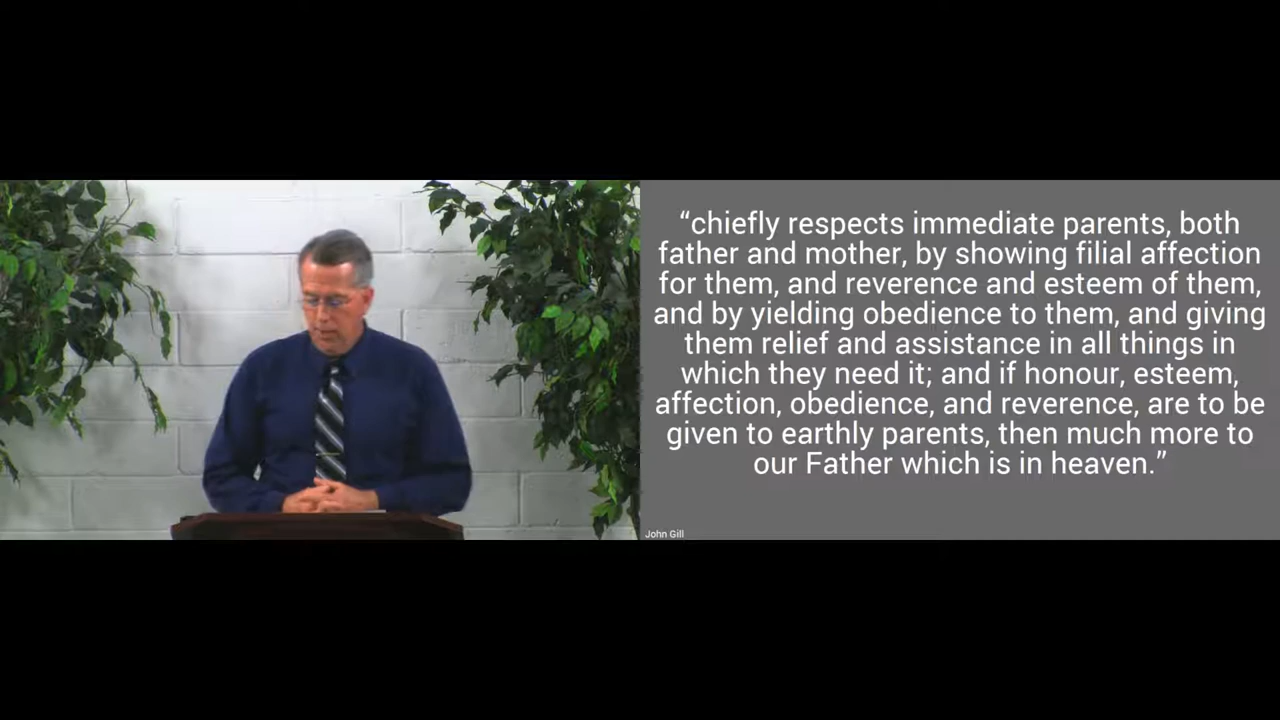 “chiefly respects immediate parents, both
father and mother, by showing filial affection
for them, and reverence and esteem of them,
and by yielding obedience to them, and giving
them relief and assistance in all things in
which they need it; and if honour, esteem,
affection, obedience, and reverence, are to be
given to earthly parents, then much more to
our Father which is in heaven.”
John Gill